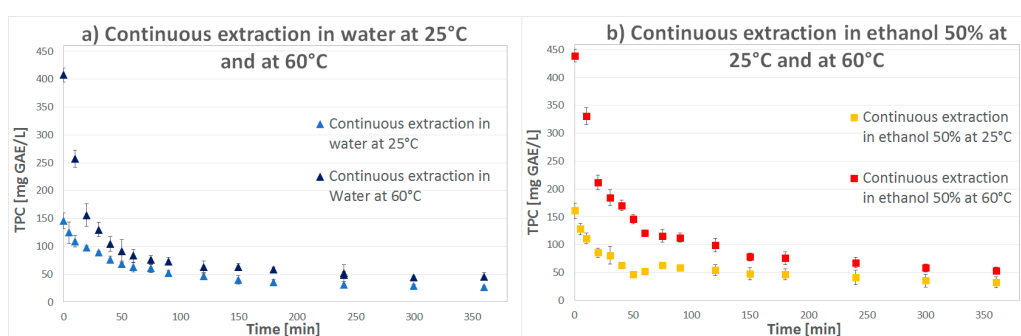 a) Continuous extraction in water at 25°C
and at 60°C
450
400
350
300
250
200
150
100
50
0
TPC [mg GAE/L]
0
50
100
150
200
250
300
350
Time [min]
Continuous extraction in
water at 25°C
Continuous extraction in
Water at 60°C
b) Continuous extraction in ethanol 50% at
25°C and at 60°C
450
400
350
300
250
200
150
100
50
0
TPC [mg GAE/L]
0
50
100
150
200
250
300
350
Time [min]
Continuous extraction
in ethanol 50% at 25°C
Continuous extraction
in ethanol 50% at 60°C